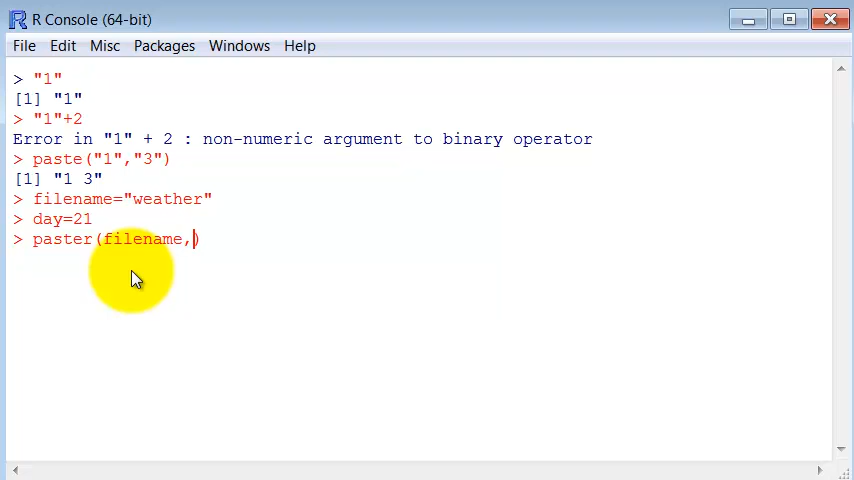 R Console (64-bit)
File Edit Misc Packages Windows Help
> "1"
[1] "1"
> "1"+2
Error in "1" + 2 : non-numeric argument to binary operator
> paste("1","3")
[1] "1 3"
> filename="weather"
> day=21
> paster(filename,)